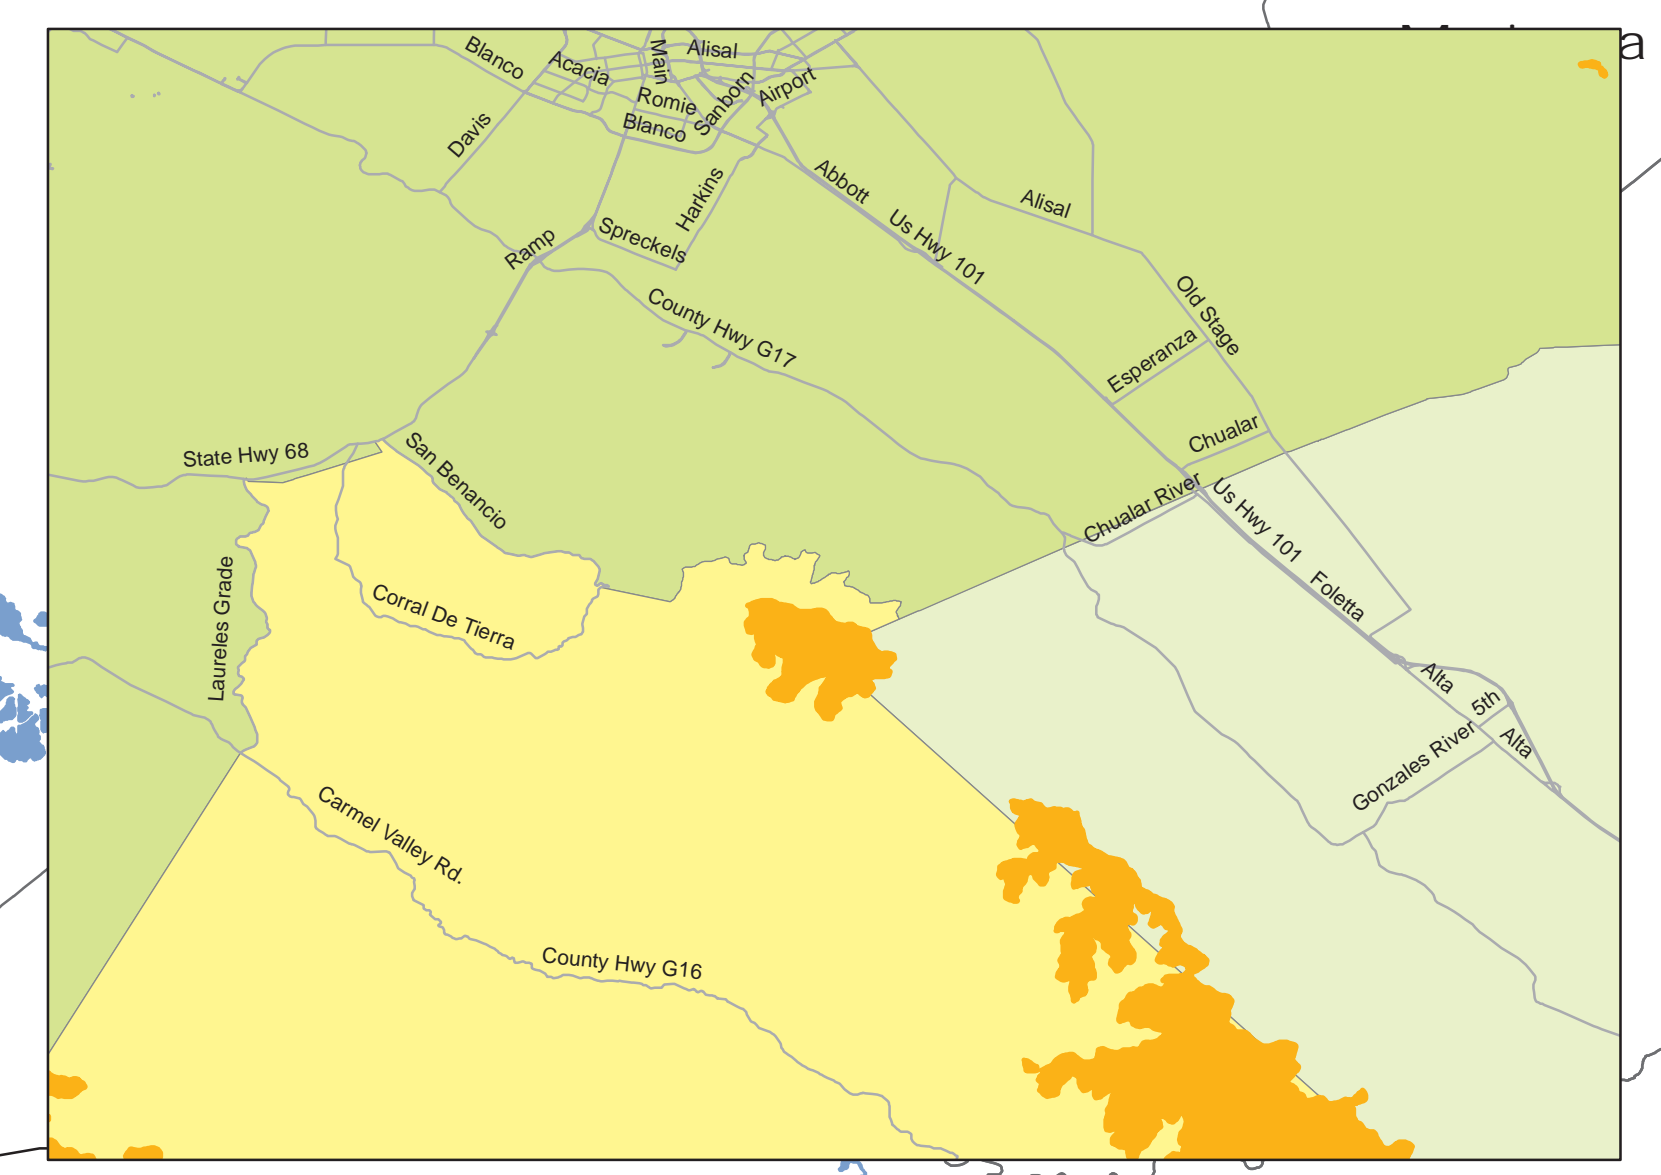 Blanco
Acacia
Main
Alisal
Romie
Sanborn
Airport
Blanco
Davis
Harkins
Abbott
Alisal
Spreckels
Ramp
Us Hwy 101
County Hwy G17
Old Stage
Esperanza
Chualar
State Hwy 68
San Benancio
Chualar River
Us Hwy 101
Foletta
Laureles Grade
Corral De Tierra
Alta
5th
Gonzales River
Alta
Carmel Valley Rd.
County Hwy G16